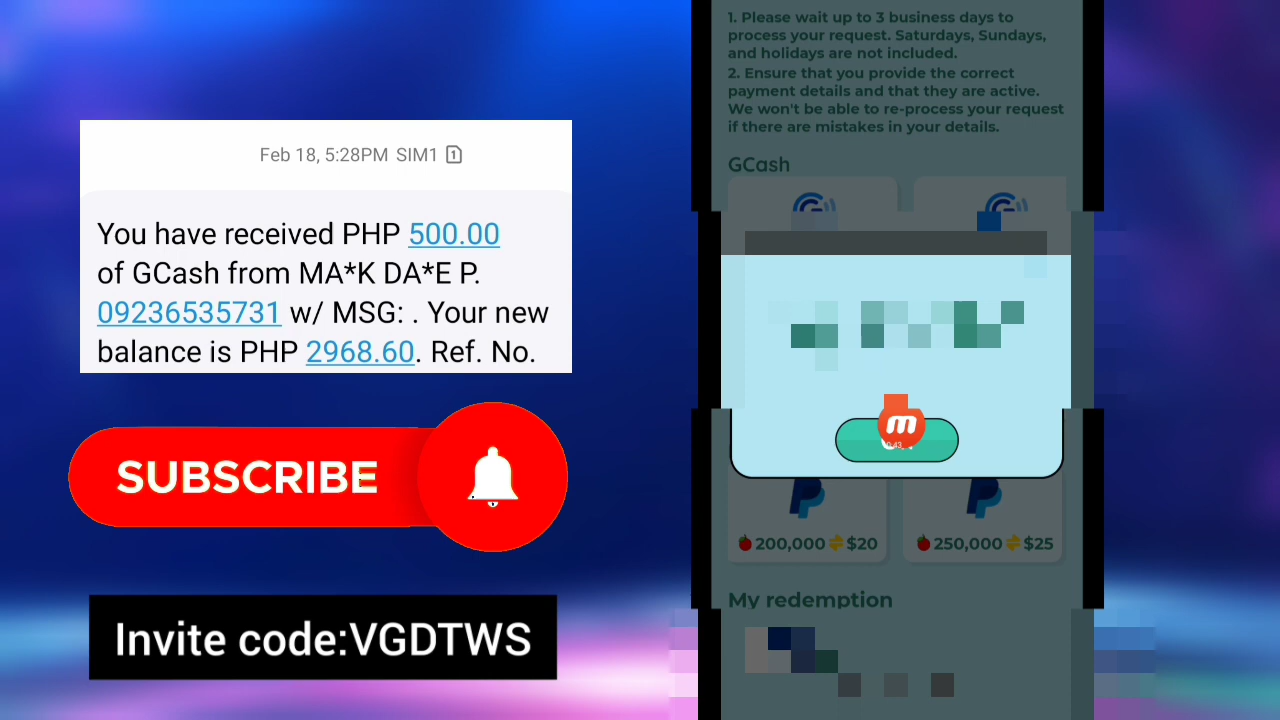 Feb 18, 5:28PM SIM1 1
You have received PHP 500.00
of GCash from MA*K DA*E P.
09236535731 w/ MSG: . Your new
balance is PHP 2968.60. Ref. No.
SUBSCRIBE
Invite code:VGDTWS
1. Please wait up to 3 business days to
process your request. Saturdays, Sundays,
and holidays are not included.
2. Ensure that you provide the correct
payment details and that they are active.
We won't be able to re-process your request
if there are mistakes in your details.
GCash
200,000 $20
250,000 $25
My redemption